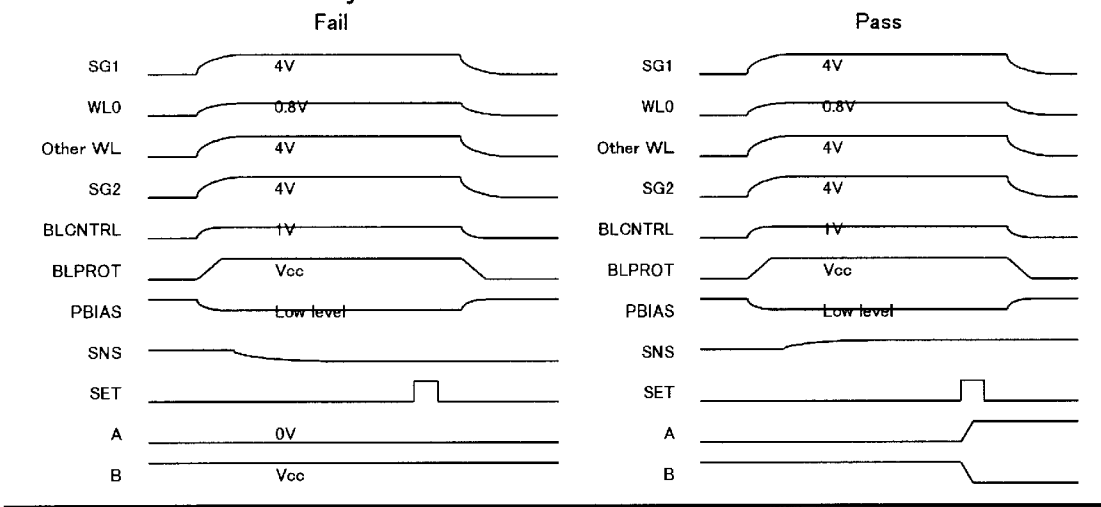 Fail
SG1 4V
WL0 0.8V
Other WL 4V
SG2 4V
BLCNTRL 1V
BLPROT Vcc
PBIAS Low level
SNS
SET
A 0V
B Vcc
Pass
SG1 4V
WL0 0.8V
Other WL 4V
SG2 4V
BLCNTRL 1V
BLPROT Vcc
PBIAS Low level
SNS
SET
A
B